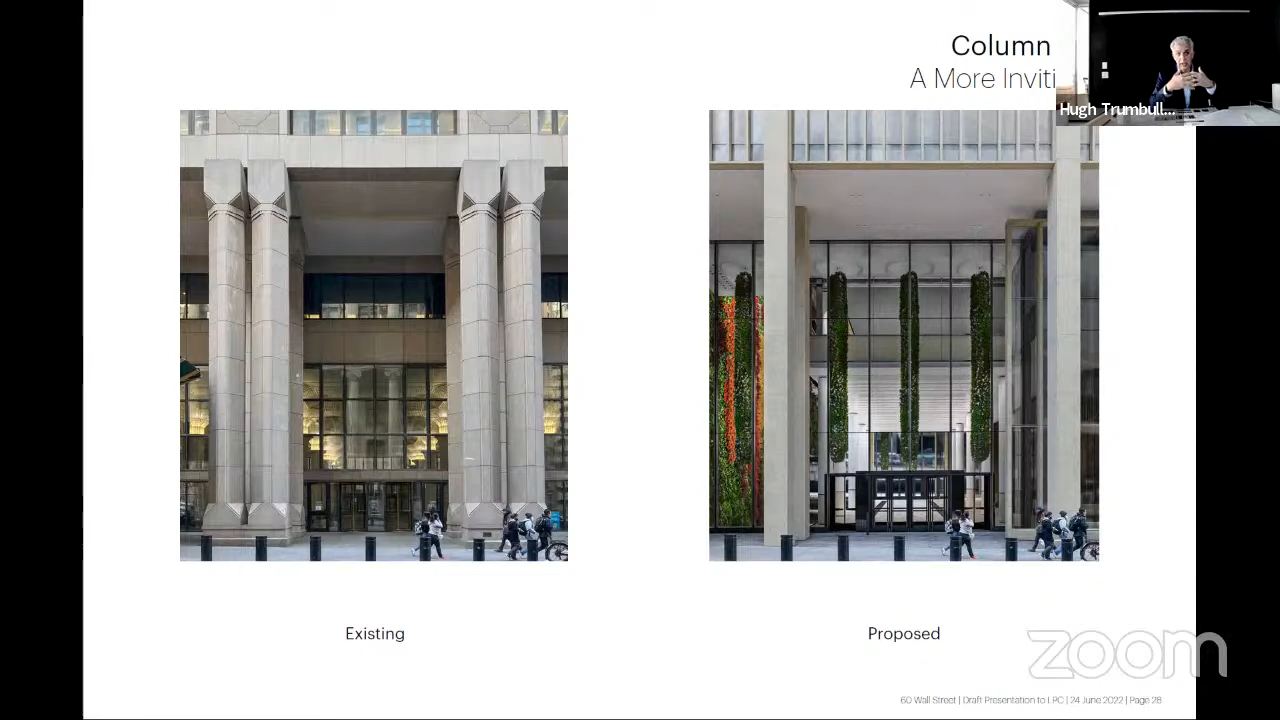 Column
A More Inviti
Hugh Trumbull...
Existing
Proposed
zoom
60 Wall Street | Draft Presentation to LPC | 24 June 2022 | Page 28